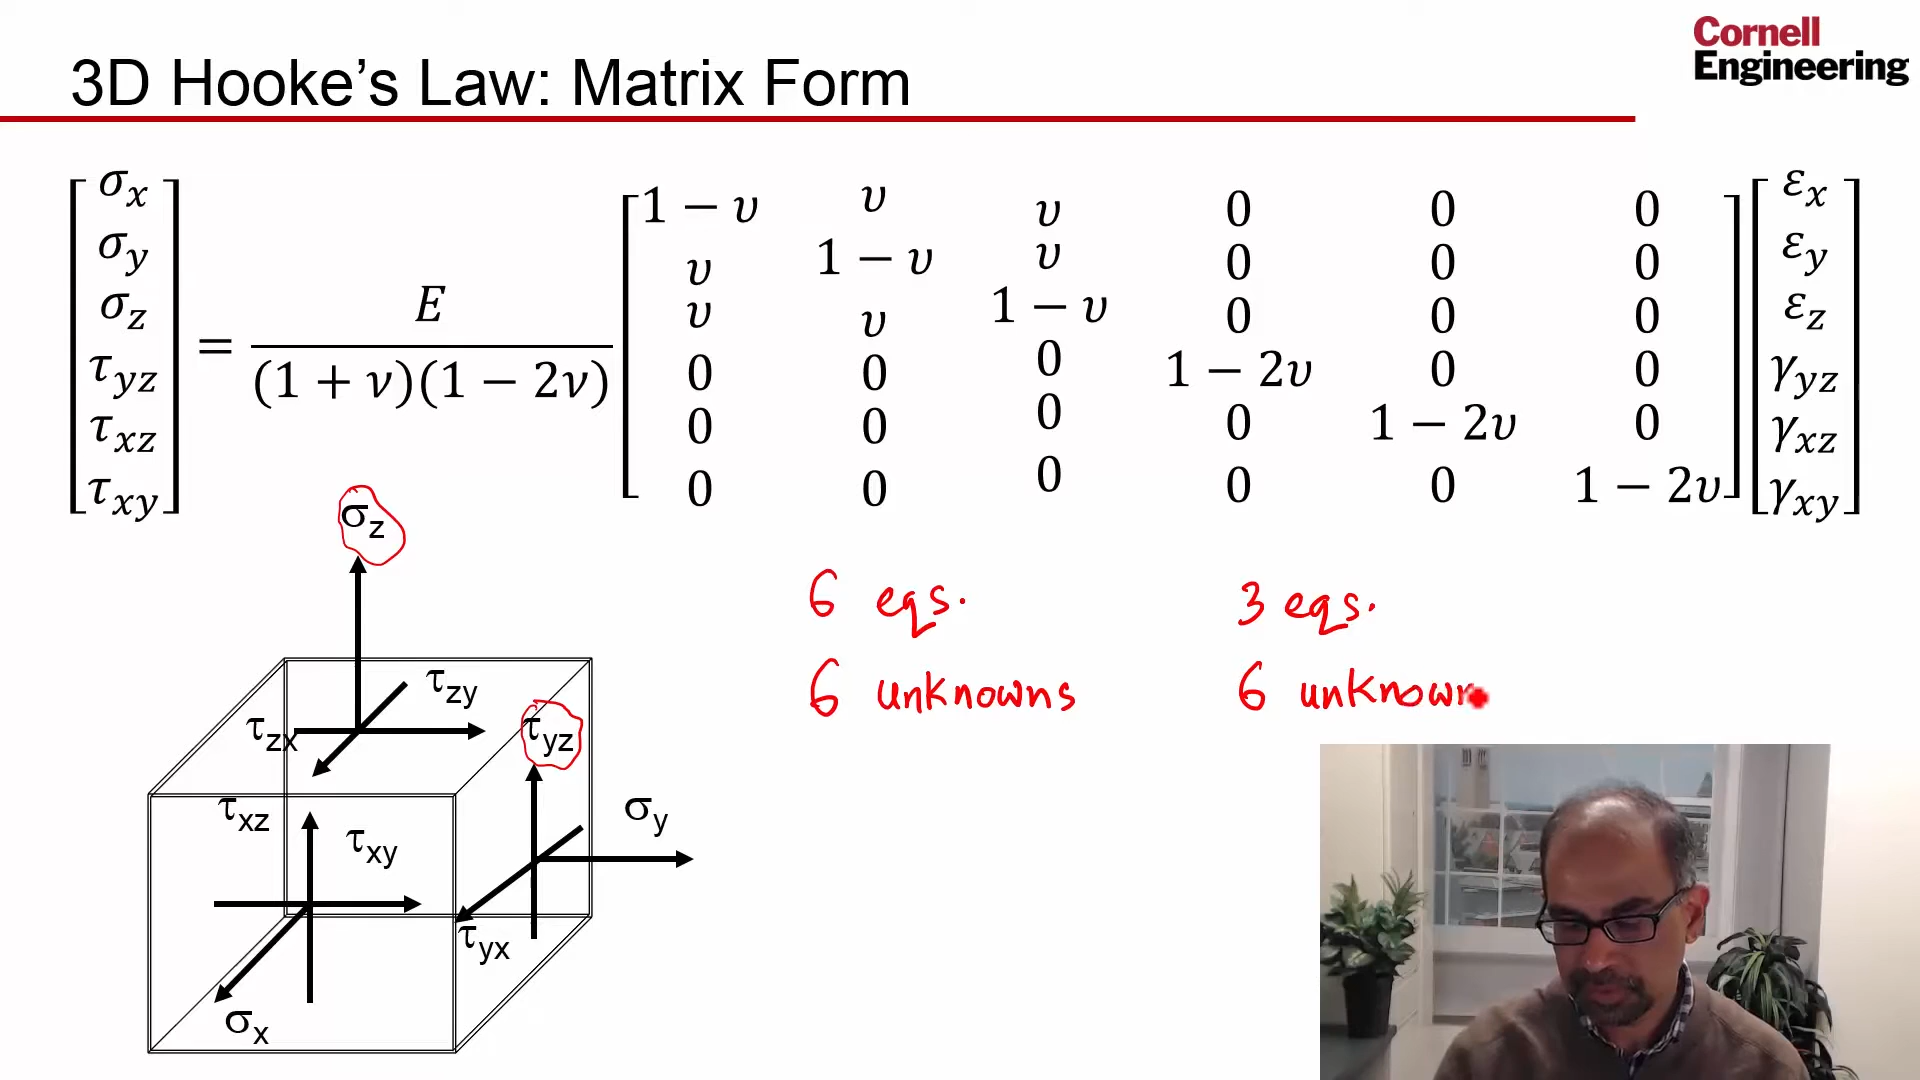 Cornell
Engineering
3D Hooke's Law: Matrix Form
[σx σy σz τyz τxz τxy] = E / (1 + ν)(1 − 2ν) [
1 − υ υ υ 0 0 0
υ 1 − υ υ 0 0 0
υ υ 1 − υ 0 0 0
0 0 0 1 − 2υ 0 0
0 0 0 0 1 − 2υ 0
0 0 0 0 0 1 − 2υ
] [εx εy εz γyz γxz γxy]
σz
6 eqs.
3 eqs.
6 unknowns
6 unknown
τzy
τzx
τyz
τxz
τxy
σy
τyx
σx